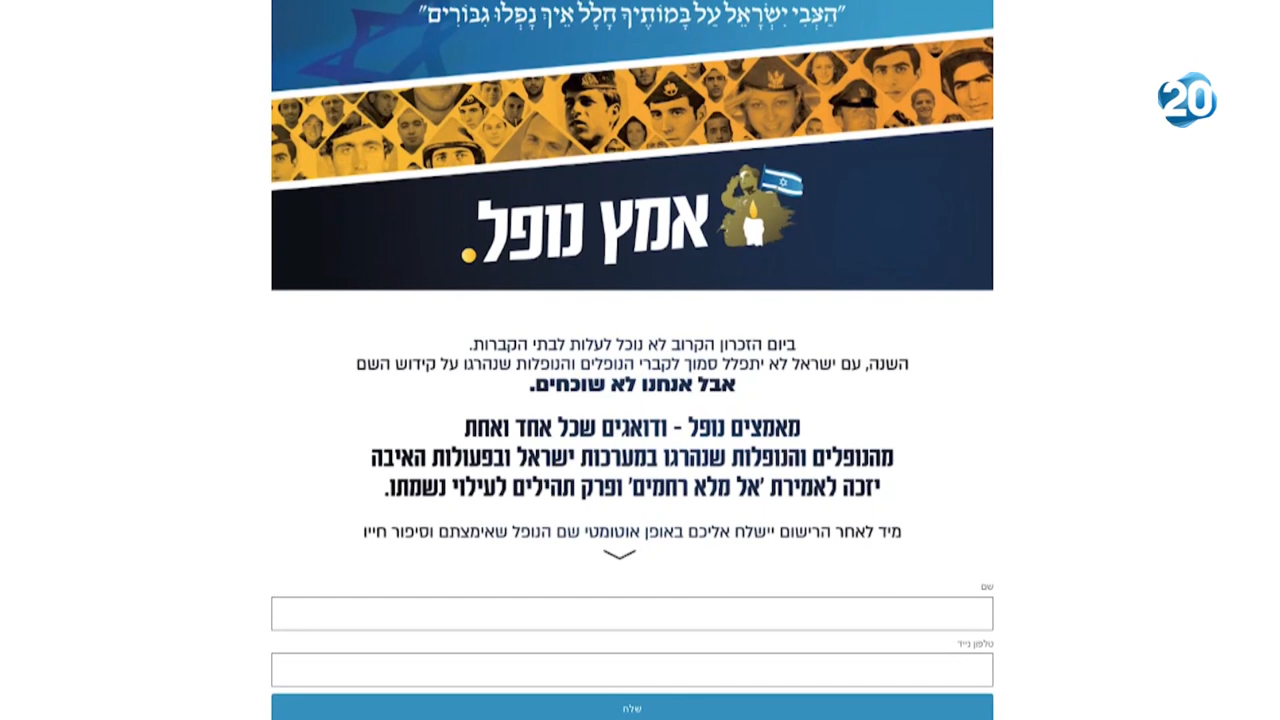 "הַצְּבִי יִשְׂרָאֵל עַל בָּמוֹתֶיךָ חָלָל אֵיךְ נָפְלוּ גִבּוֹרִים"
20
אמץ נופל.
ביום הזכרון הקרוב לא נוכל לעלות לבתי הקברות.
השנה, עם ישראל לא יתפלל סמוך לקברי הנופלים והנופלות שנהרגו על קידוש השם
אבל אנחנו לא שוכחים.
מאמצים נופל - ודואגים שכל אחד ואחת
מהנופלים והנופלות שנהרגו במערכות ישראל ובפעולות האיבה
יזכה לאמירת 'אל מלא רחמים' ופרק תהילים לעילוי נשמתו.
מיד לאחר הרישום יישלח אליכם באופן אוטומטי שם הנופל שאימצתם וסיפור חייו
שם
טלפון נייד
שלח